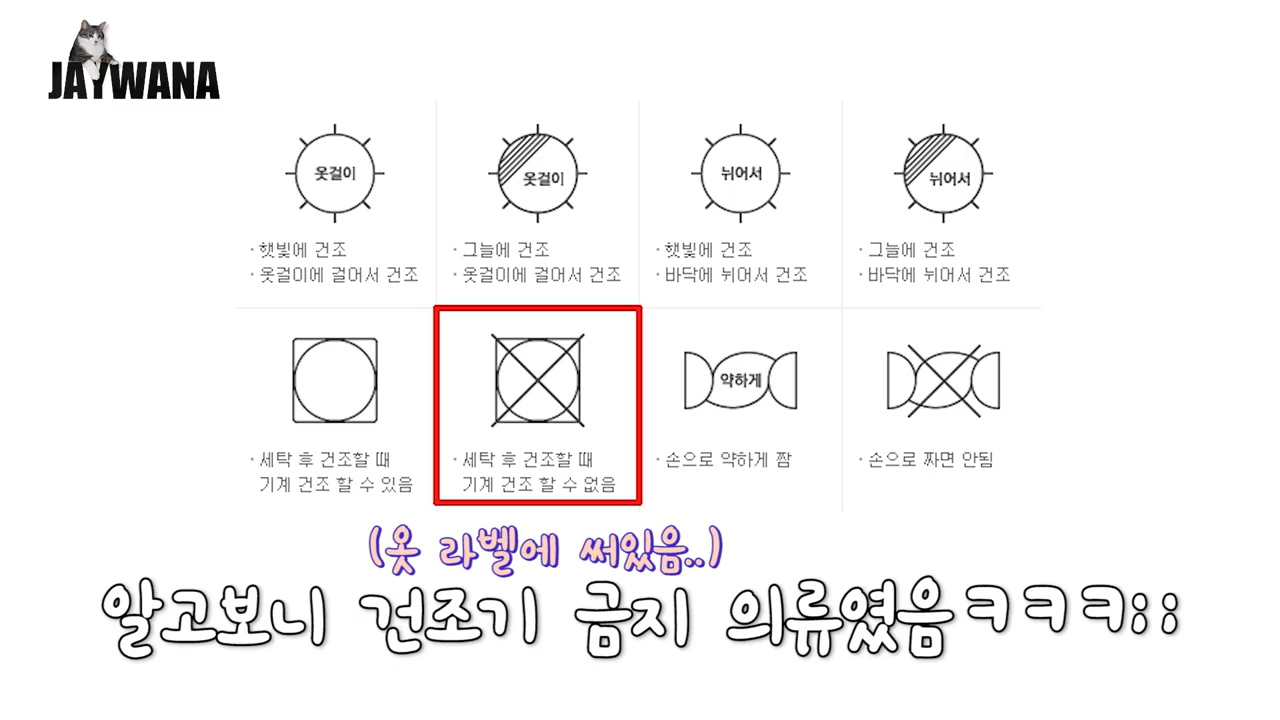 JAYWANA
옷걸이
옷걸이
뉘어서
뉘어서
· 햇빛에 건조
· 옷걸이에 걸어서 건조
· 그늘에 건조
· 옷걸이에 걸어서 건조
· 햇빛에 건조
· 바닥에 뉘어서 건조
· 그늘에 건조
· 바닥에 뉘어서 건조
약하게
· 세탁 후 건조할 때
기계 건조 할 수 있음
· 세탁 후 건조할 때
기계 건조 할 수 없음
· 손으로 약하게 짬
· 손으로 짜면 안됨
(옷 라벨에 써있음..)
알고보니 건조기 금지 의류였음ㅋㅋㅋ;;